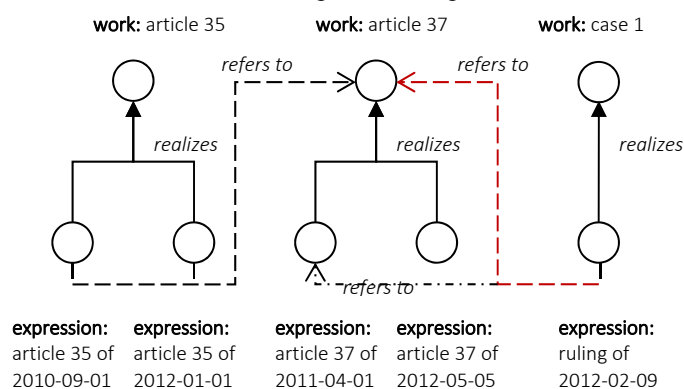 work: article 35
work: article 37
work: case 1
refers to
refers to
realizes
realizes
realizes
refers to
expression:
article 35 of
2010-09-01
expression:
article 35 of
2012-01-01
expression:
article 37 of
2011-04-01
expression:
article 37 of
2012-05-05
expression:
ruling of
2012-02-09